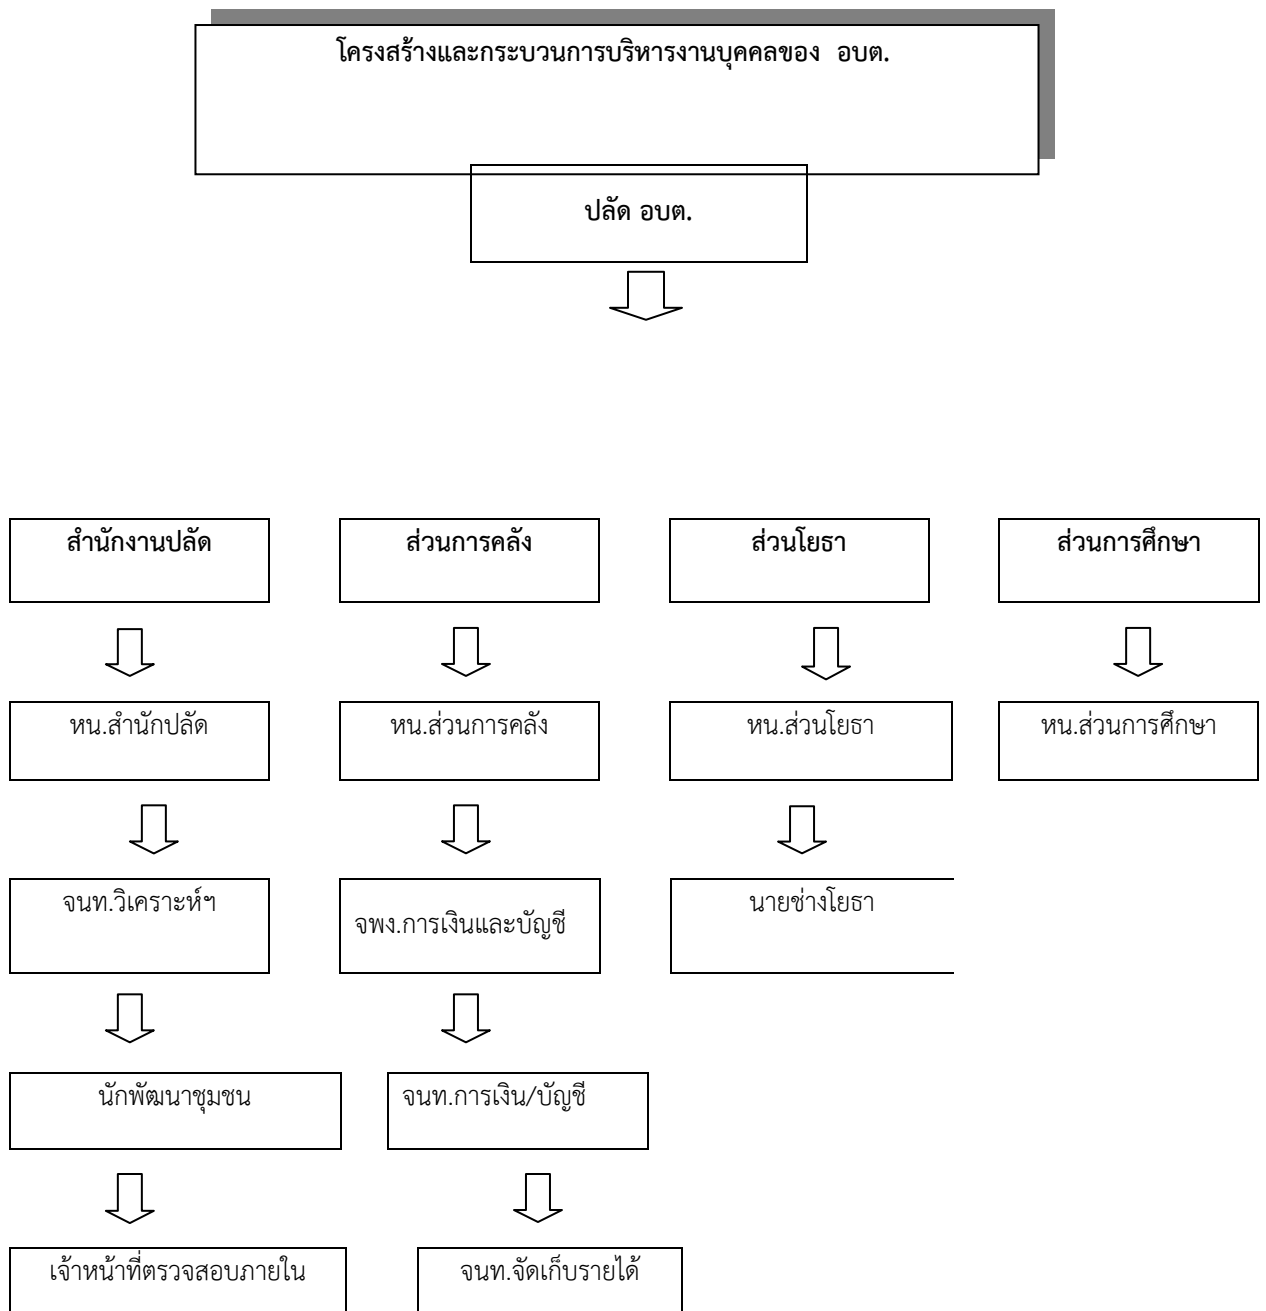 โครงสร้างและกระบวนการบริหารงานบุคคลของ อบต.
ปลัด อบต.
สำนักงานปลัด
ส่วนการคลัง
ส่วนโยธา
ส่วนการศึกษา
หน.สำนักปลัด
หน.ส่วนการคลัง
หน.ส่วนโยธา
หน.ส่วนการศึกษา
จนท.วิเคราะห์ฯ
จพง.การเงินและบัญชี
นายช่างโยธา
นักพัฒนาชุมชน
จนท.การเงิน/บัญชี
เจ้าหน้าที่ตรวจสอบภายใน
จนท.จัดเก็บรายได้